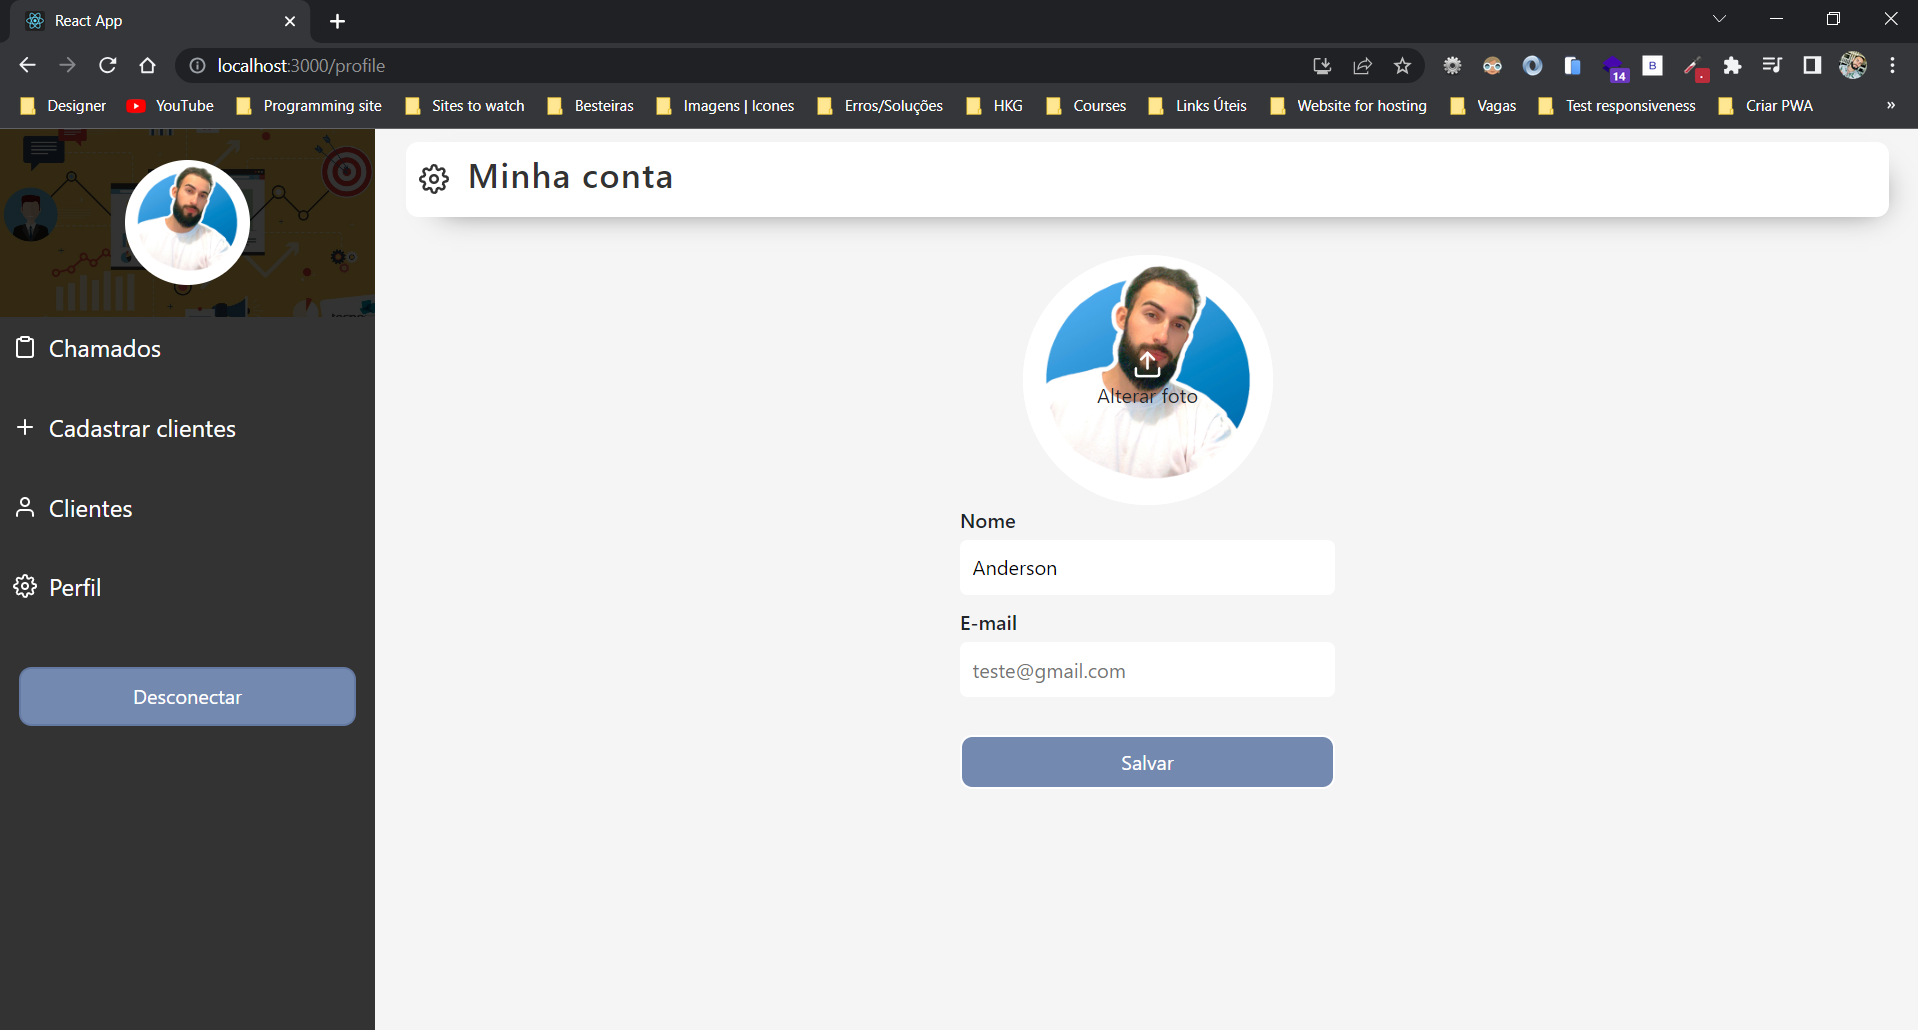 React App
localhost:3000/profile
14
B
Designer YouTube Programming site Sites to watch Besteiras Imagens | Icones Erros/Soluções HKG Courses Links Úteis Website for hosting Vagas Test responsiveness Criar PWA »
Minha conta
Chamados
Cadastrar clientes
Clientes
Perfil
Desconectar
Alterar foto
Nome
Anderson
E-mail
teste@gmail.com
Salvar